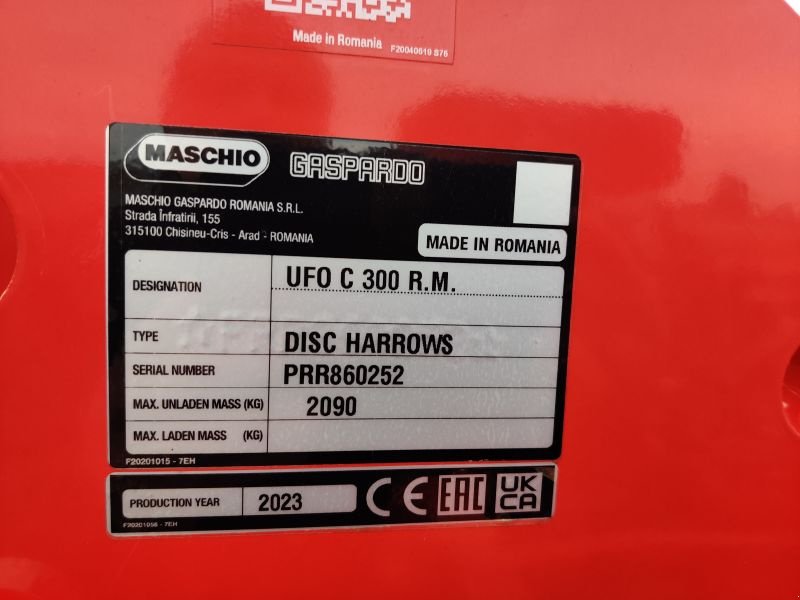 Made in Romania
F20040619 S76
MASCHIO GASPARDO
MASCHIO GASPARDO ROMANIA S.R.L.
Strada Înfratirii, 155
315100 Chisineu-Cris - Arad - ROMANIA
MADE IN ROMANIA
DESIGNATION UFO C 300 R.M.
TYPE DISC HARROWS
SERIAL NUMBER PRR860252
MAX. UNLADEN MASS (KG) 2090
MAX. LADEN MASS (KG)
F20201015 - 7EH
PRODUCTION YEAR 2023 CE EAC UK CA
F20201056 - 7EH